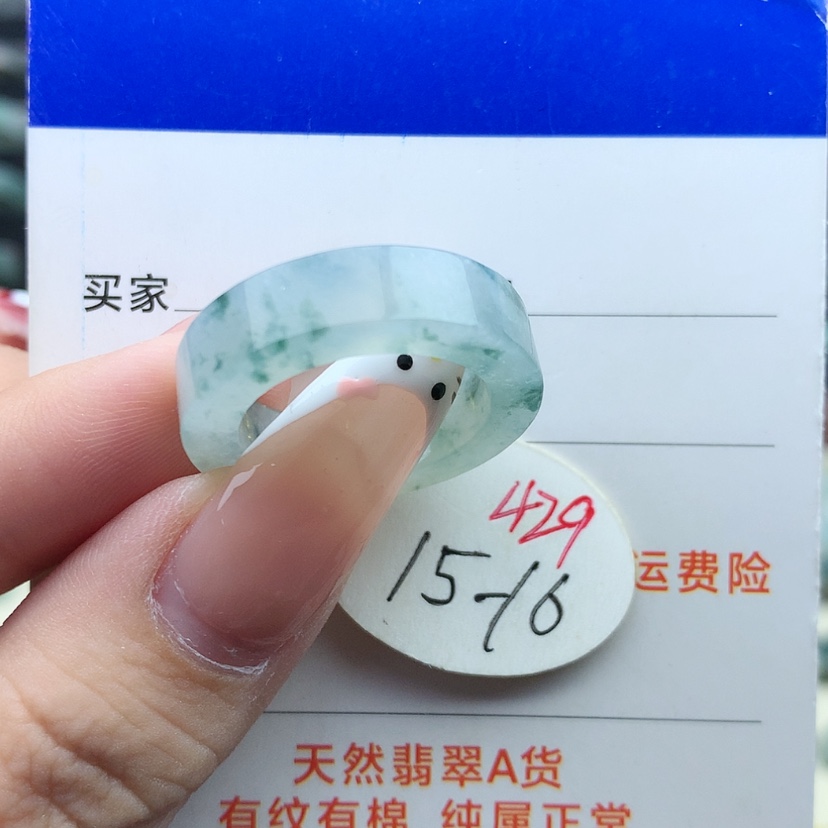 买家
429
15-16
运费险
天然翡翠A货
有纹有棉 纯属正常